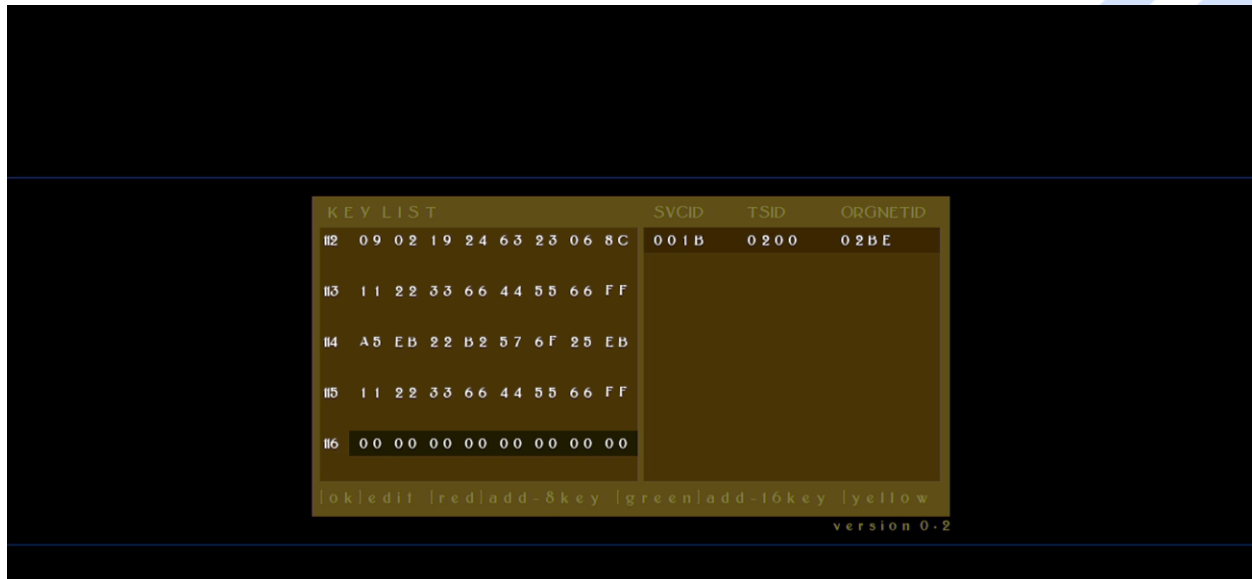 KEY LIST SVCID TSID ORGNETID
112 09 02 19 24 63 23 06 8C 001B 0200 02BE
113 11 22 33 66 44 55 66 FF
114 A5 EB 22 B2 57 6F 25 EB
115 11 22 33 66 44 55 66 FF
116 00 00 00 00 00 00 00 00
|ok|edit |red|add-8key |green|add-16key |yellow
version 0.2